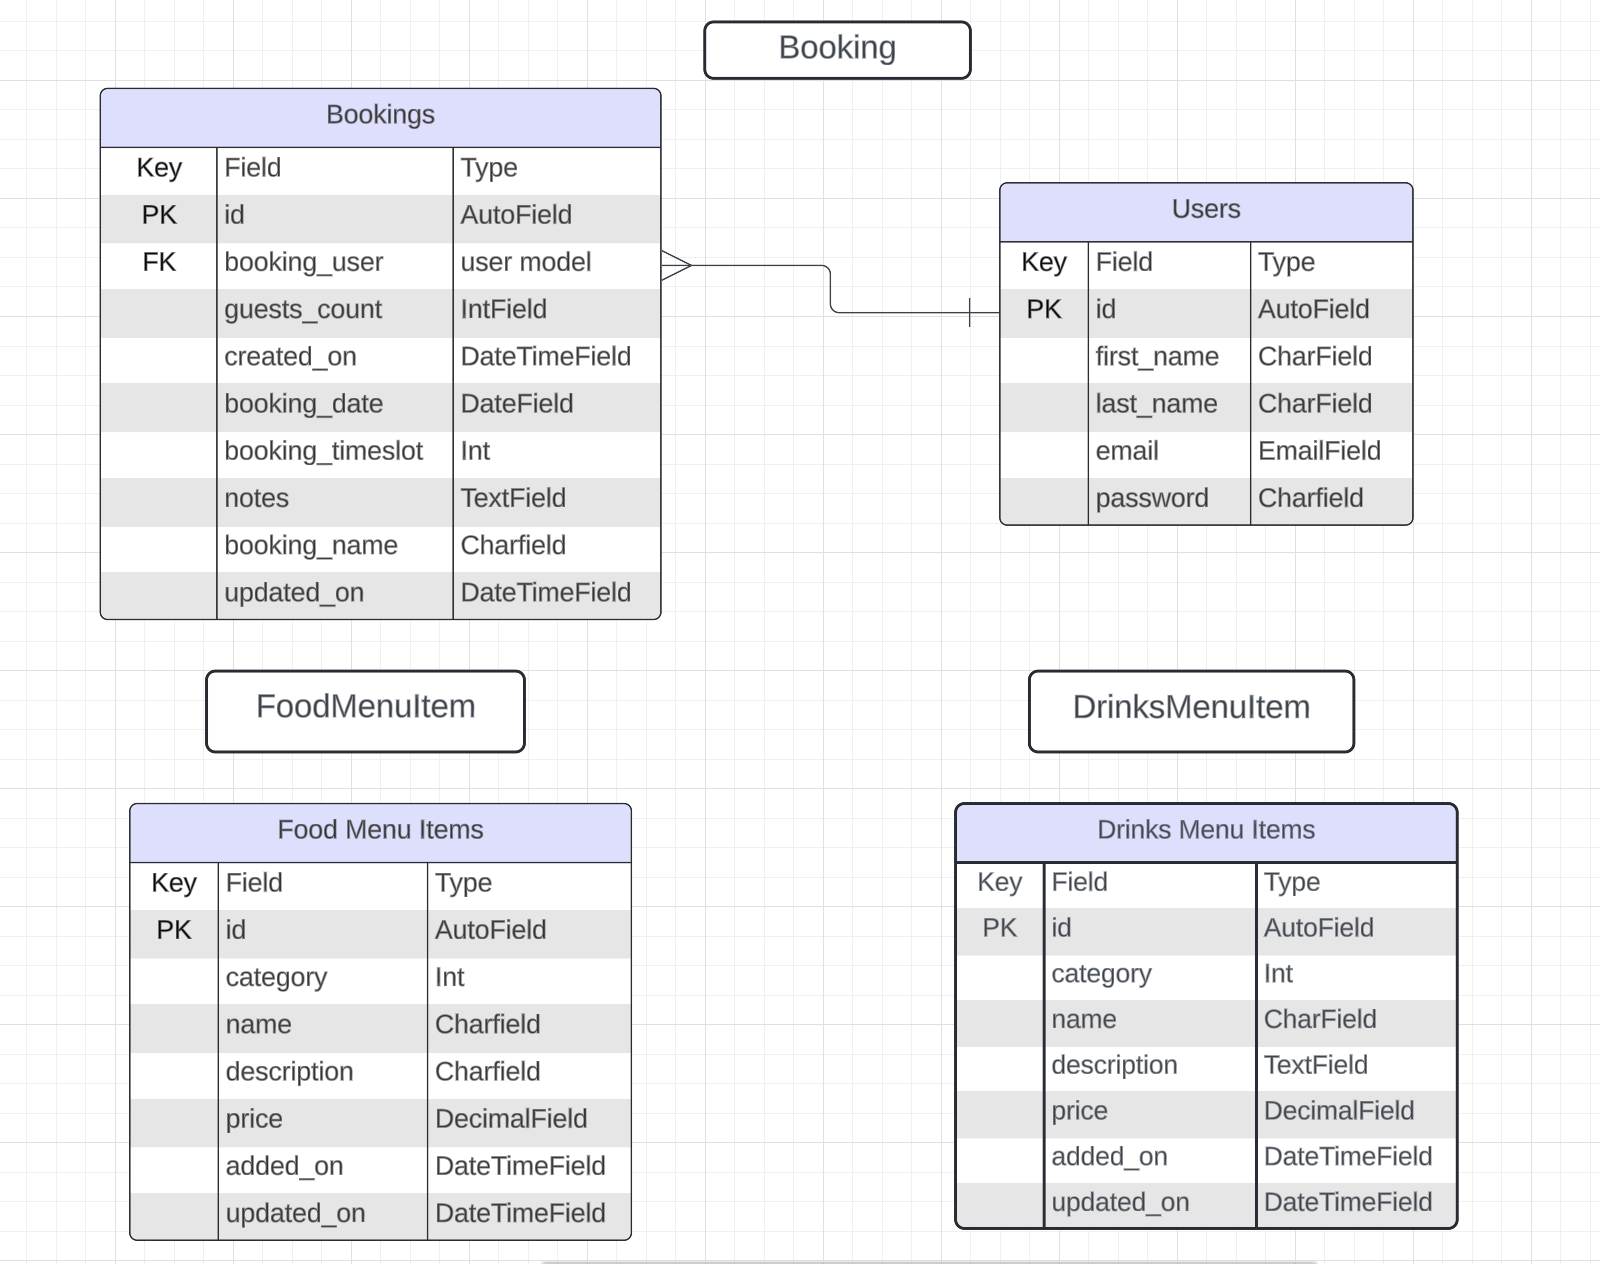 Booking
Bookings
Key Field Type
PK id AutoField
FK booking_user user model
guests_count IntField
created_on DateTimeField
booking_date DateField
booking_timeslot Int
notes TextField
booking_name Charfield
updated_on DateTimeField
Users
Key Field Type
PK id AutoField
first_name CharField
last_name CharField
email EmailField
password Charfield
FoodMenuItem
Food Menu Items
Key Field Type
PK id AutoField
category Int
name Charfield
description Charfield
price DecimalField
added_on DateTimeField
updated_on DateTimeField
DrinksMenuItem
Drinks Menu Items
Key Field Type
PK id AutoField
category Int
name CharField
description TextField
price DecimalField
added_on DateTimeField
updated_on DateTimeField